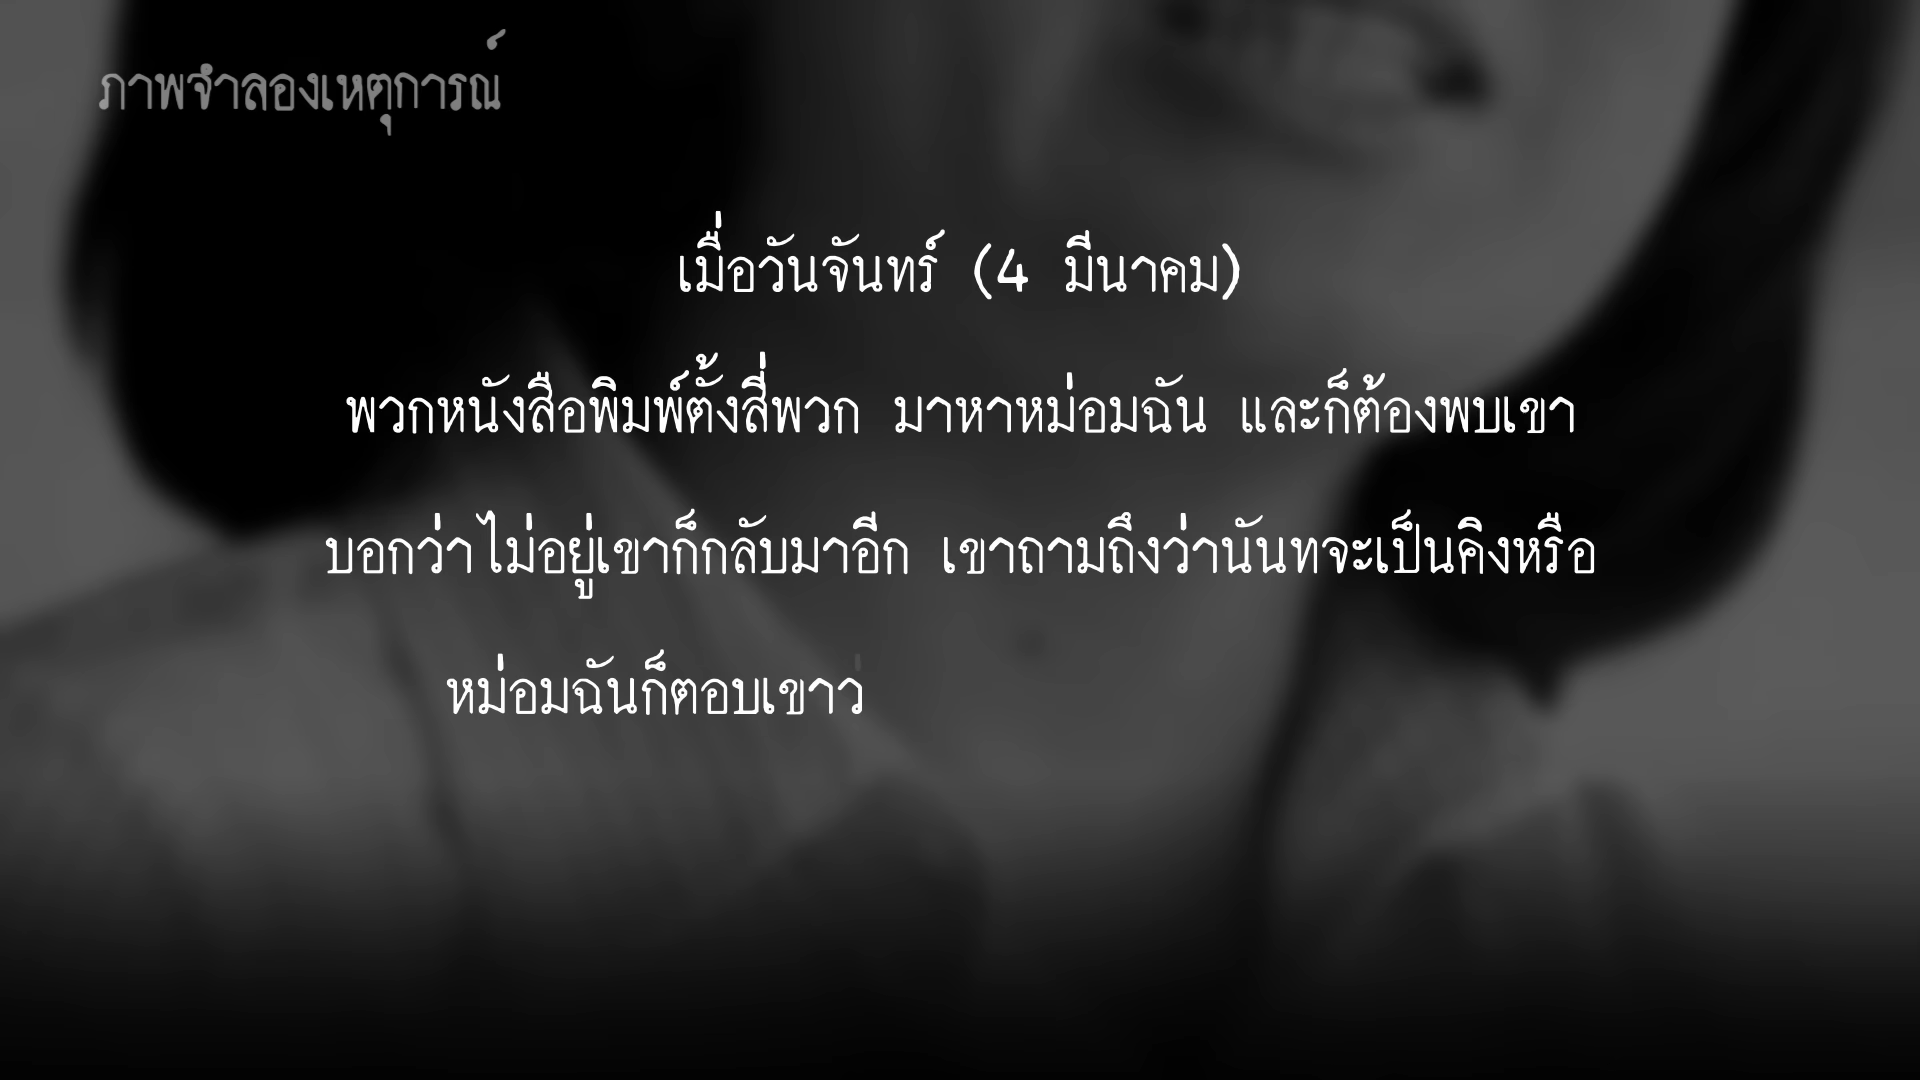 ภาพจำลองเหตุการณ์
เมื่อวันจันทร์ (4 มีนาคม)
พวกหนังสือพิมพ์ตั้งสี่พวก มาหาหม่อมฉัน และก็ต้องพบเขา
บอกว่าไม่อยู่เขาก็กลับมาอีก เขาถามถึงว่านันทจะเป็นคิงหรือ
หม่อมฉันก็ตอบเขาว่